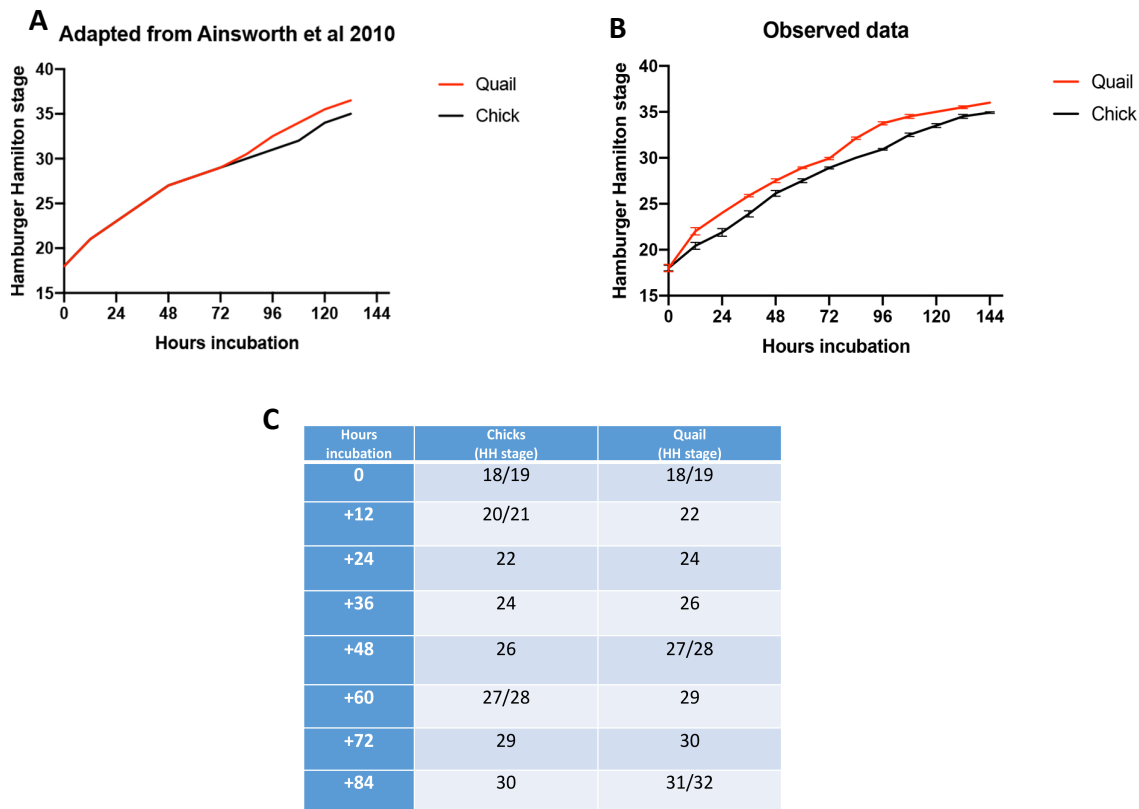 A
Adapted from Ainsworth et al 2010
Hamburger Hamilton stage
40
35
30
25
20
15
0 24 48 72 96 120 144
Hours incubation
Quail
Chick
B
Observed data
Hamburger Hamilton stage
40
35
30
25
20
15
0 24 48 72 96 120 144
Hours incubation
Quail
Chick
C
Hours incubation Chicks (HH stage) Quail (HH stage)
0 18/19 18/19
+12 20/21 22
+24 22 24
+36 24 26
+48 26 27/28
+60 27/28 29
+72 29 30
+84 30 31/32